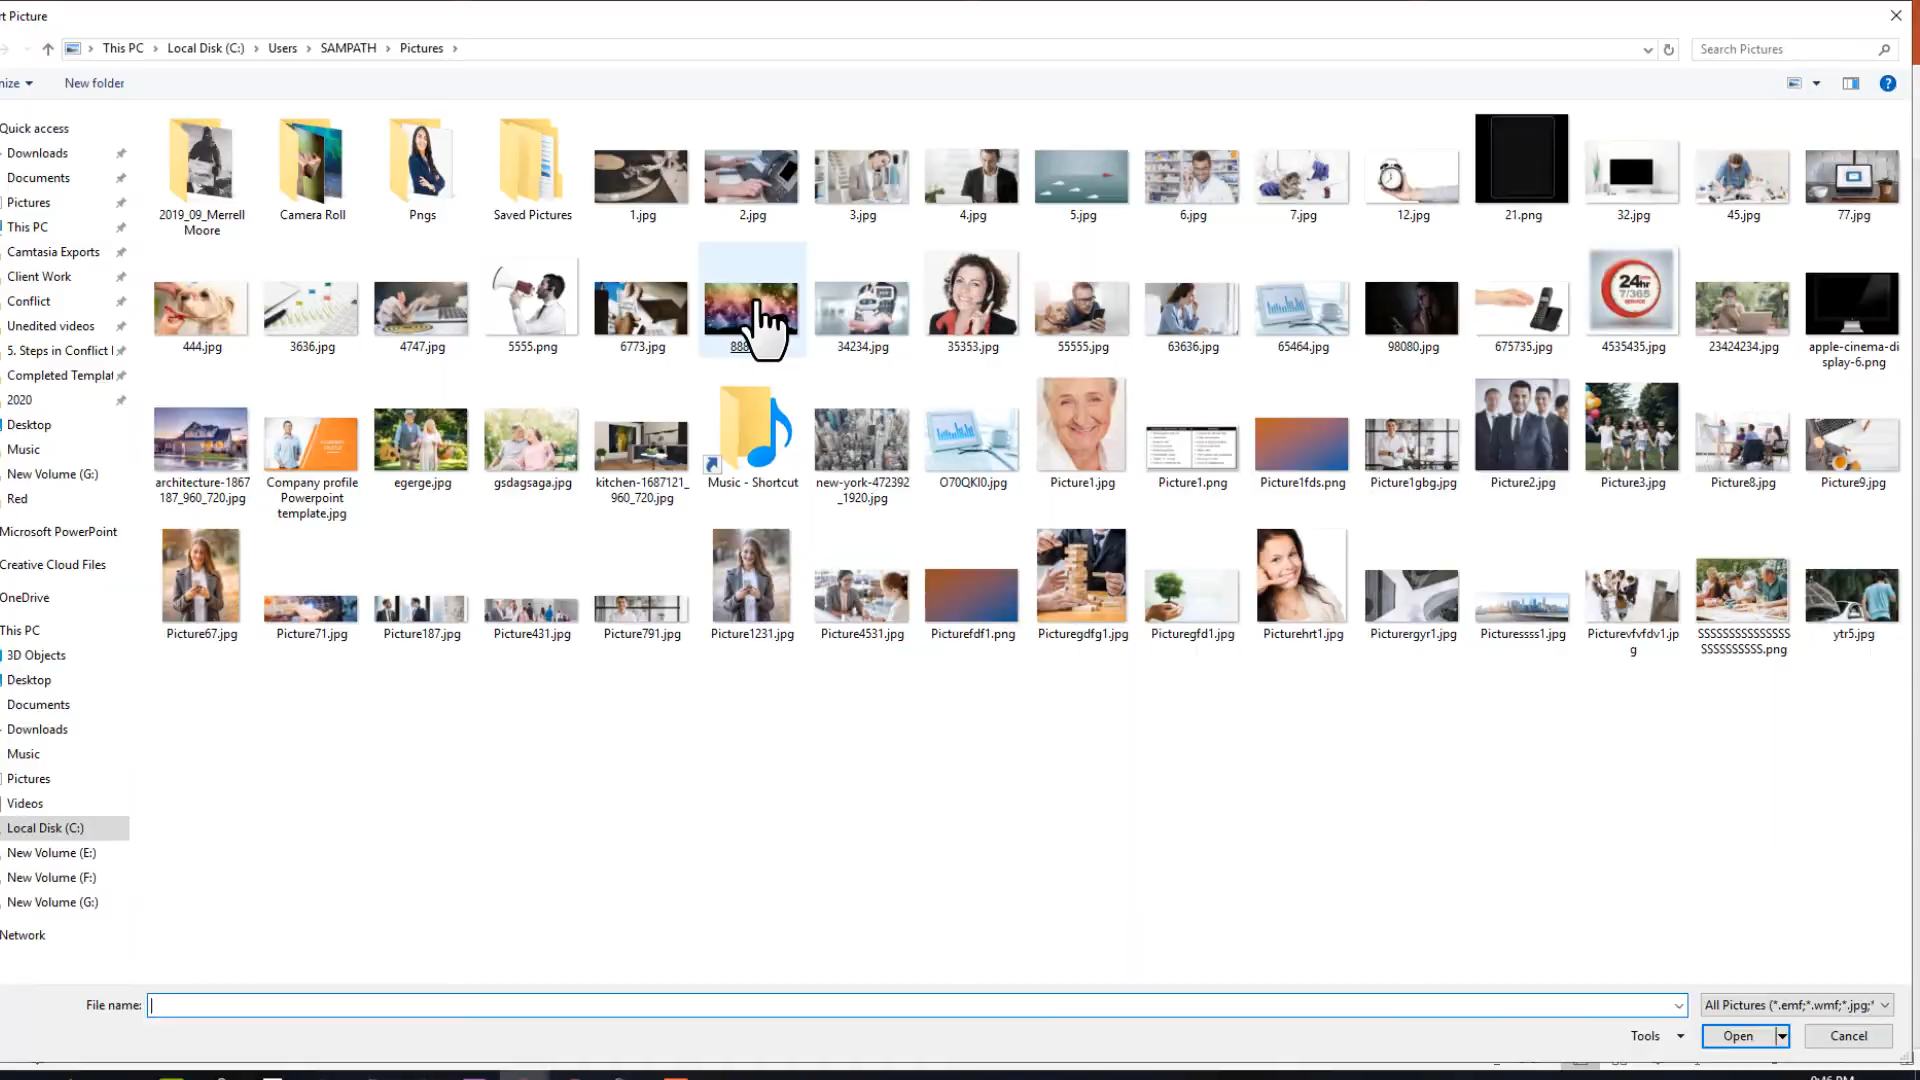 rt Picture
This PC > Local Disk (C:) > Users > SAMPATH > Pictures >
Search Pictures
nize
New folder
Quick access
Downloads
Documents
Pictures
This PC
Camtasia Exports
Client Work
Conflict
Unedited videos
5. Steps in Conflict
Completed Templat
2020
Desktop
Music
New Volume (G:)
Red
Microsoft PowerPoint
Creative Cloud Files
OneDrive
This PC
3D Objects
Desktop
Documents
Downloads
Music
Pictures
Videos
Local Disk (C:)
New Volume (E:)
New Volume (F:)
New Volume (G:)
Network
2019_09_Merrell
Moore
Camera Roll
Pngs
Saved Pictures
1.jpg
2.jpg
3.jpg
4.jpg
5.jpg
6.jpg
7.jpg
12.jpg
21.png
32.jpg
45.jpg
77.jpg
444.jpg
3636.jpg
4747.jpg
5555.png
6773.jpg
888
34234.jpg
35353.jpg
55555.jpg
63636.jpg
65464.jpg
98080.jpg
675735.jpg
24hr
7/365
SERVICE
4535435.jpg
23424234.jpg
apple-cinema-di
splay-6.png
architecture-1867
187_960_720.jpg
Company profile
Powerpoint
template.jpg
egerge.jpg
gsdagsaga.jpg
kitchen-1687121_
960_720.jpg
Music - Shortcut
new-york-472392
_1920.jpg
O70QKI0.jpg
Picture1.jpg
Picture1.png
Picture1fds.png
Picture1gbg.jpg
Picture2.jpg
Picture3.jpg
Picture8.jpg
Picture9.jpg
Picture67.jpg
Picture71.jpg
Picture187.jpg
Picture431.jpg
Picture791.jpg
Picture1231.jpg
Picture4531.jpg
Picturefdf1.png
Picturegdfg1.jpg
Picturegfd1.jpg
Picturehrt1.jpg
Picturergyr1.jpg
Picturessss1.jpg
Picturevfvfdv1.jp
g
SSSSSSSSSSSSSSS
SSSSSSSSSS.png
ytr5.jpg
File name:
All Pictures (*.emf;*.wmf;*.jpg;*
Tools
Open
Cancel